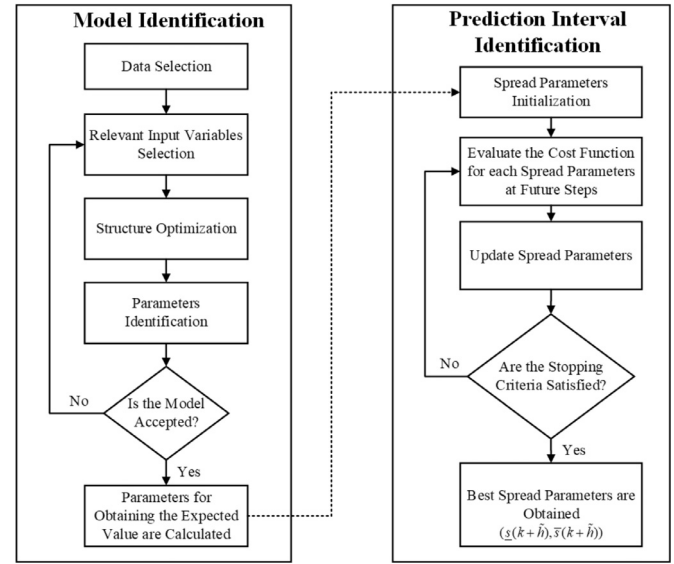 Model Identification
Data Selection
Relevant Input Variables
Selection
Structure Optimization
Parameters
Identification
Is the Model
Accepted?
No
Yes
Parameters for
Obtaining the Expected
Value are Calculated
Prediction Interval
Identification
Spread Parameters
Initialization
Evaluate the Cost Function
for each Spread Parameters
at Future Steps
Update Spread Parameters
Are the Stopping
Criteria Satisfied?
No
Yes
Best Spread Parameters are
Obtained
(s̲(k+h̃),s̅(k+h̃))